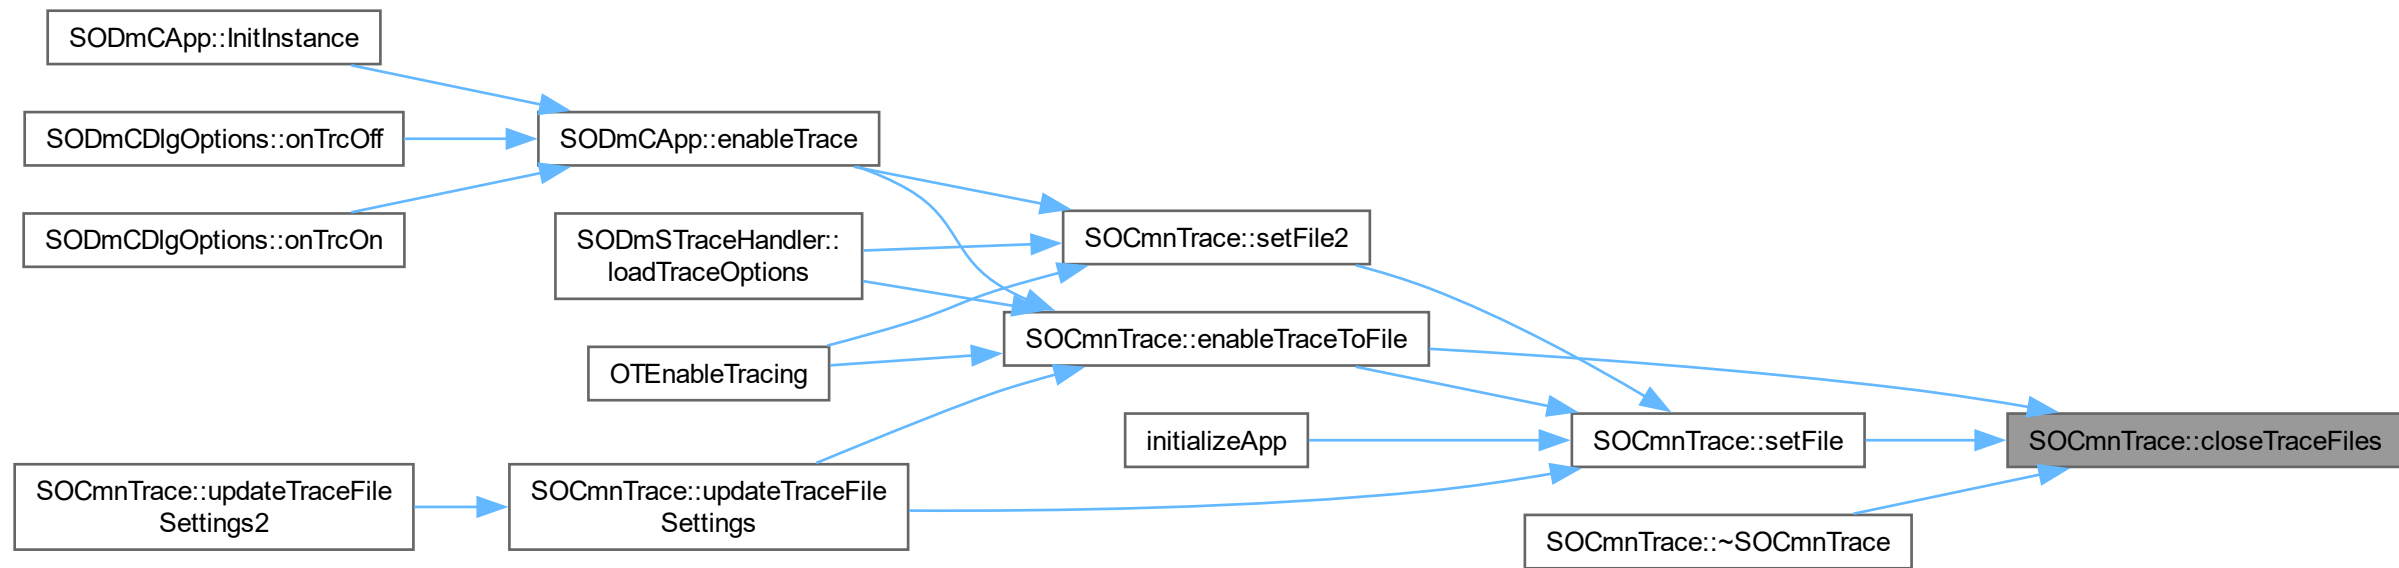 SODmCApp::InitInstance
SODmCDlgOptions::onTrcOff
SODmCApp::enableTrace
SODmCDlgOptions::onTrcOn
SODmSTraceHandler::
loadTraceOptions
SOCmnTrace::setFile2
SOCmnTrace::enableTraceToFile
OTEnableTracing
initializeApp
SOCmnTrace::setFile
SOCmnTrace::closeTraceFiles
SOCmnTrace::updateTraceFile
Settings2
SOCmnTrace::updateTraceFile
Settings
SOCmnTrace::~SOCmnTrace